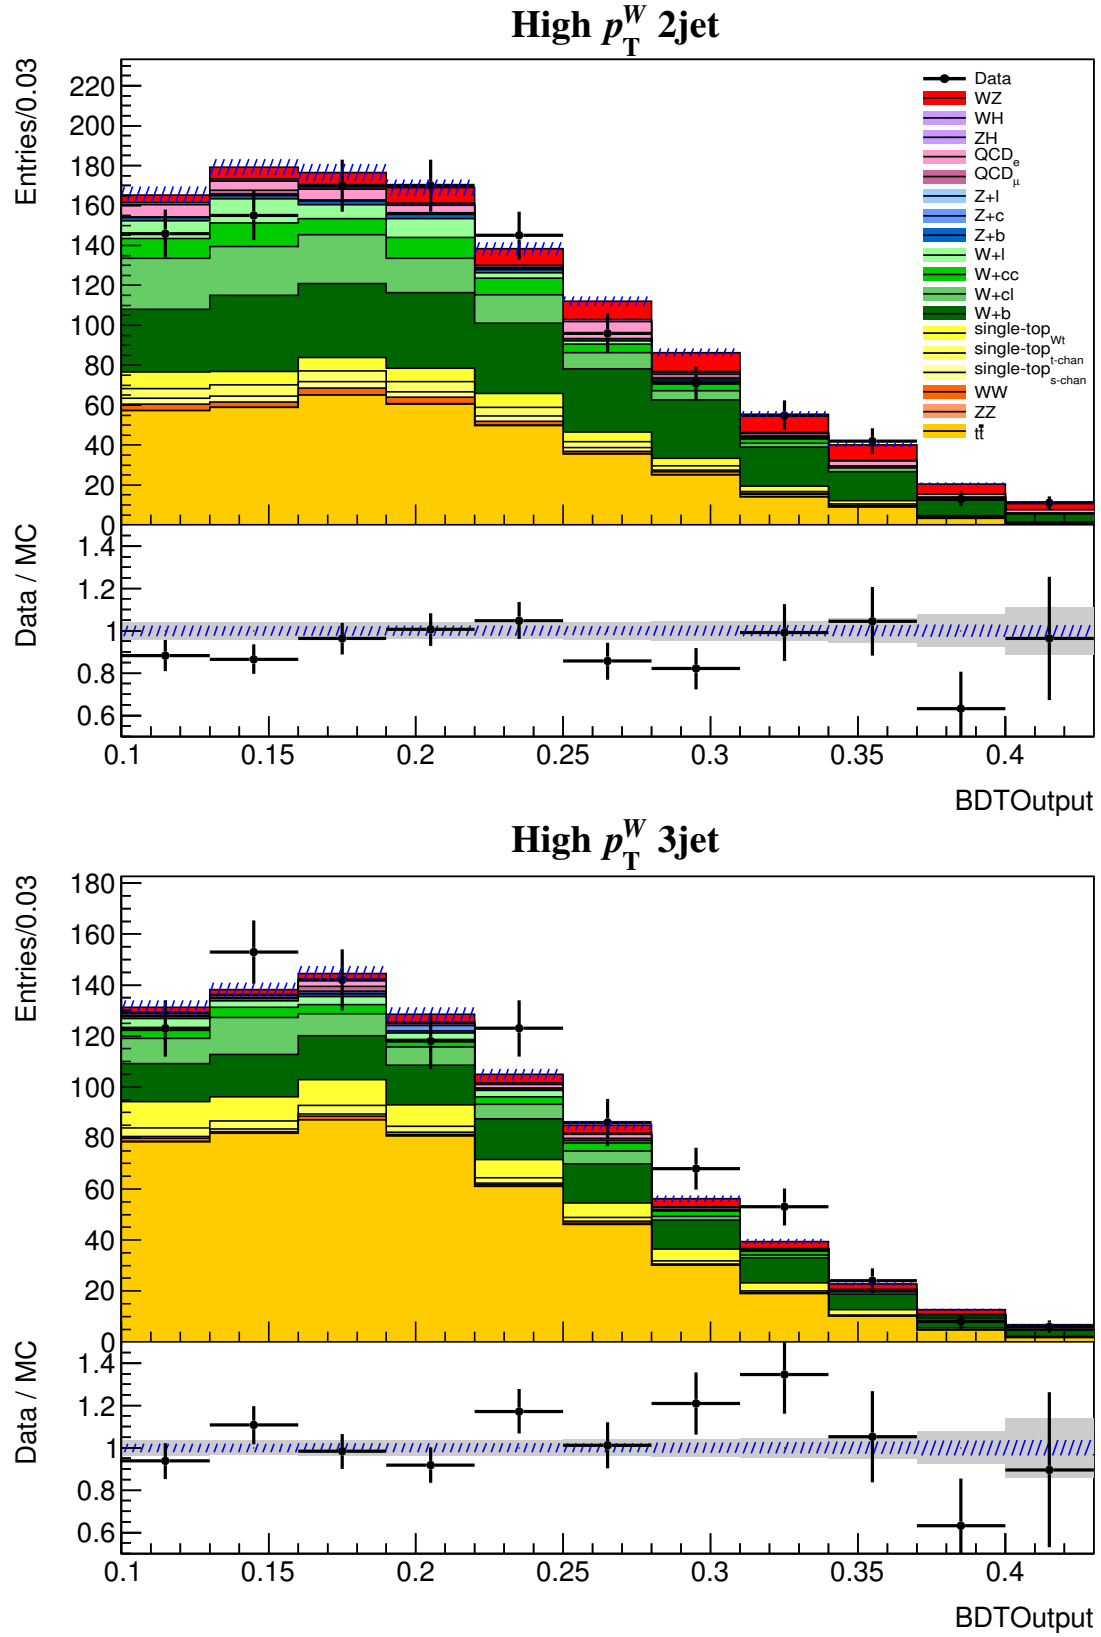 High p_T^W 2jet
Entries/0.03
220
200
180
160
140
120
100
80
60
40
20
0
Data
WZ
WH
ZH
QCD_e
QCD_μ
Z+l
Z+c
Z+b
W+l
W+cc
W+cl
W+b
single-top_Wt
single-top_t-chan
single-top_s-chan
WW
ZZ
tt̄
Data / MC
1.4
1.2
1
0.8
0.6
0.1 0.15 0.2 0.25 0.3 0.35 0.4
BDTOutput
High p_T^W 3jet
Entries/0.03
180
160
140
120
100
80
60
40
20
0
Data / MC
1.4
1.2
1
0.8
0.6
0.1 0.15 0.2 0.25 0.3 0.35 0.4
BDTOutput